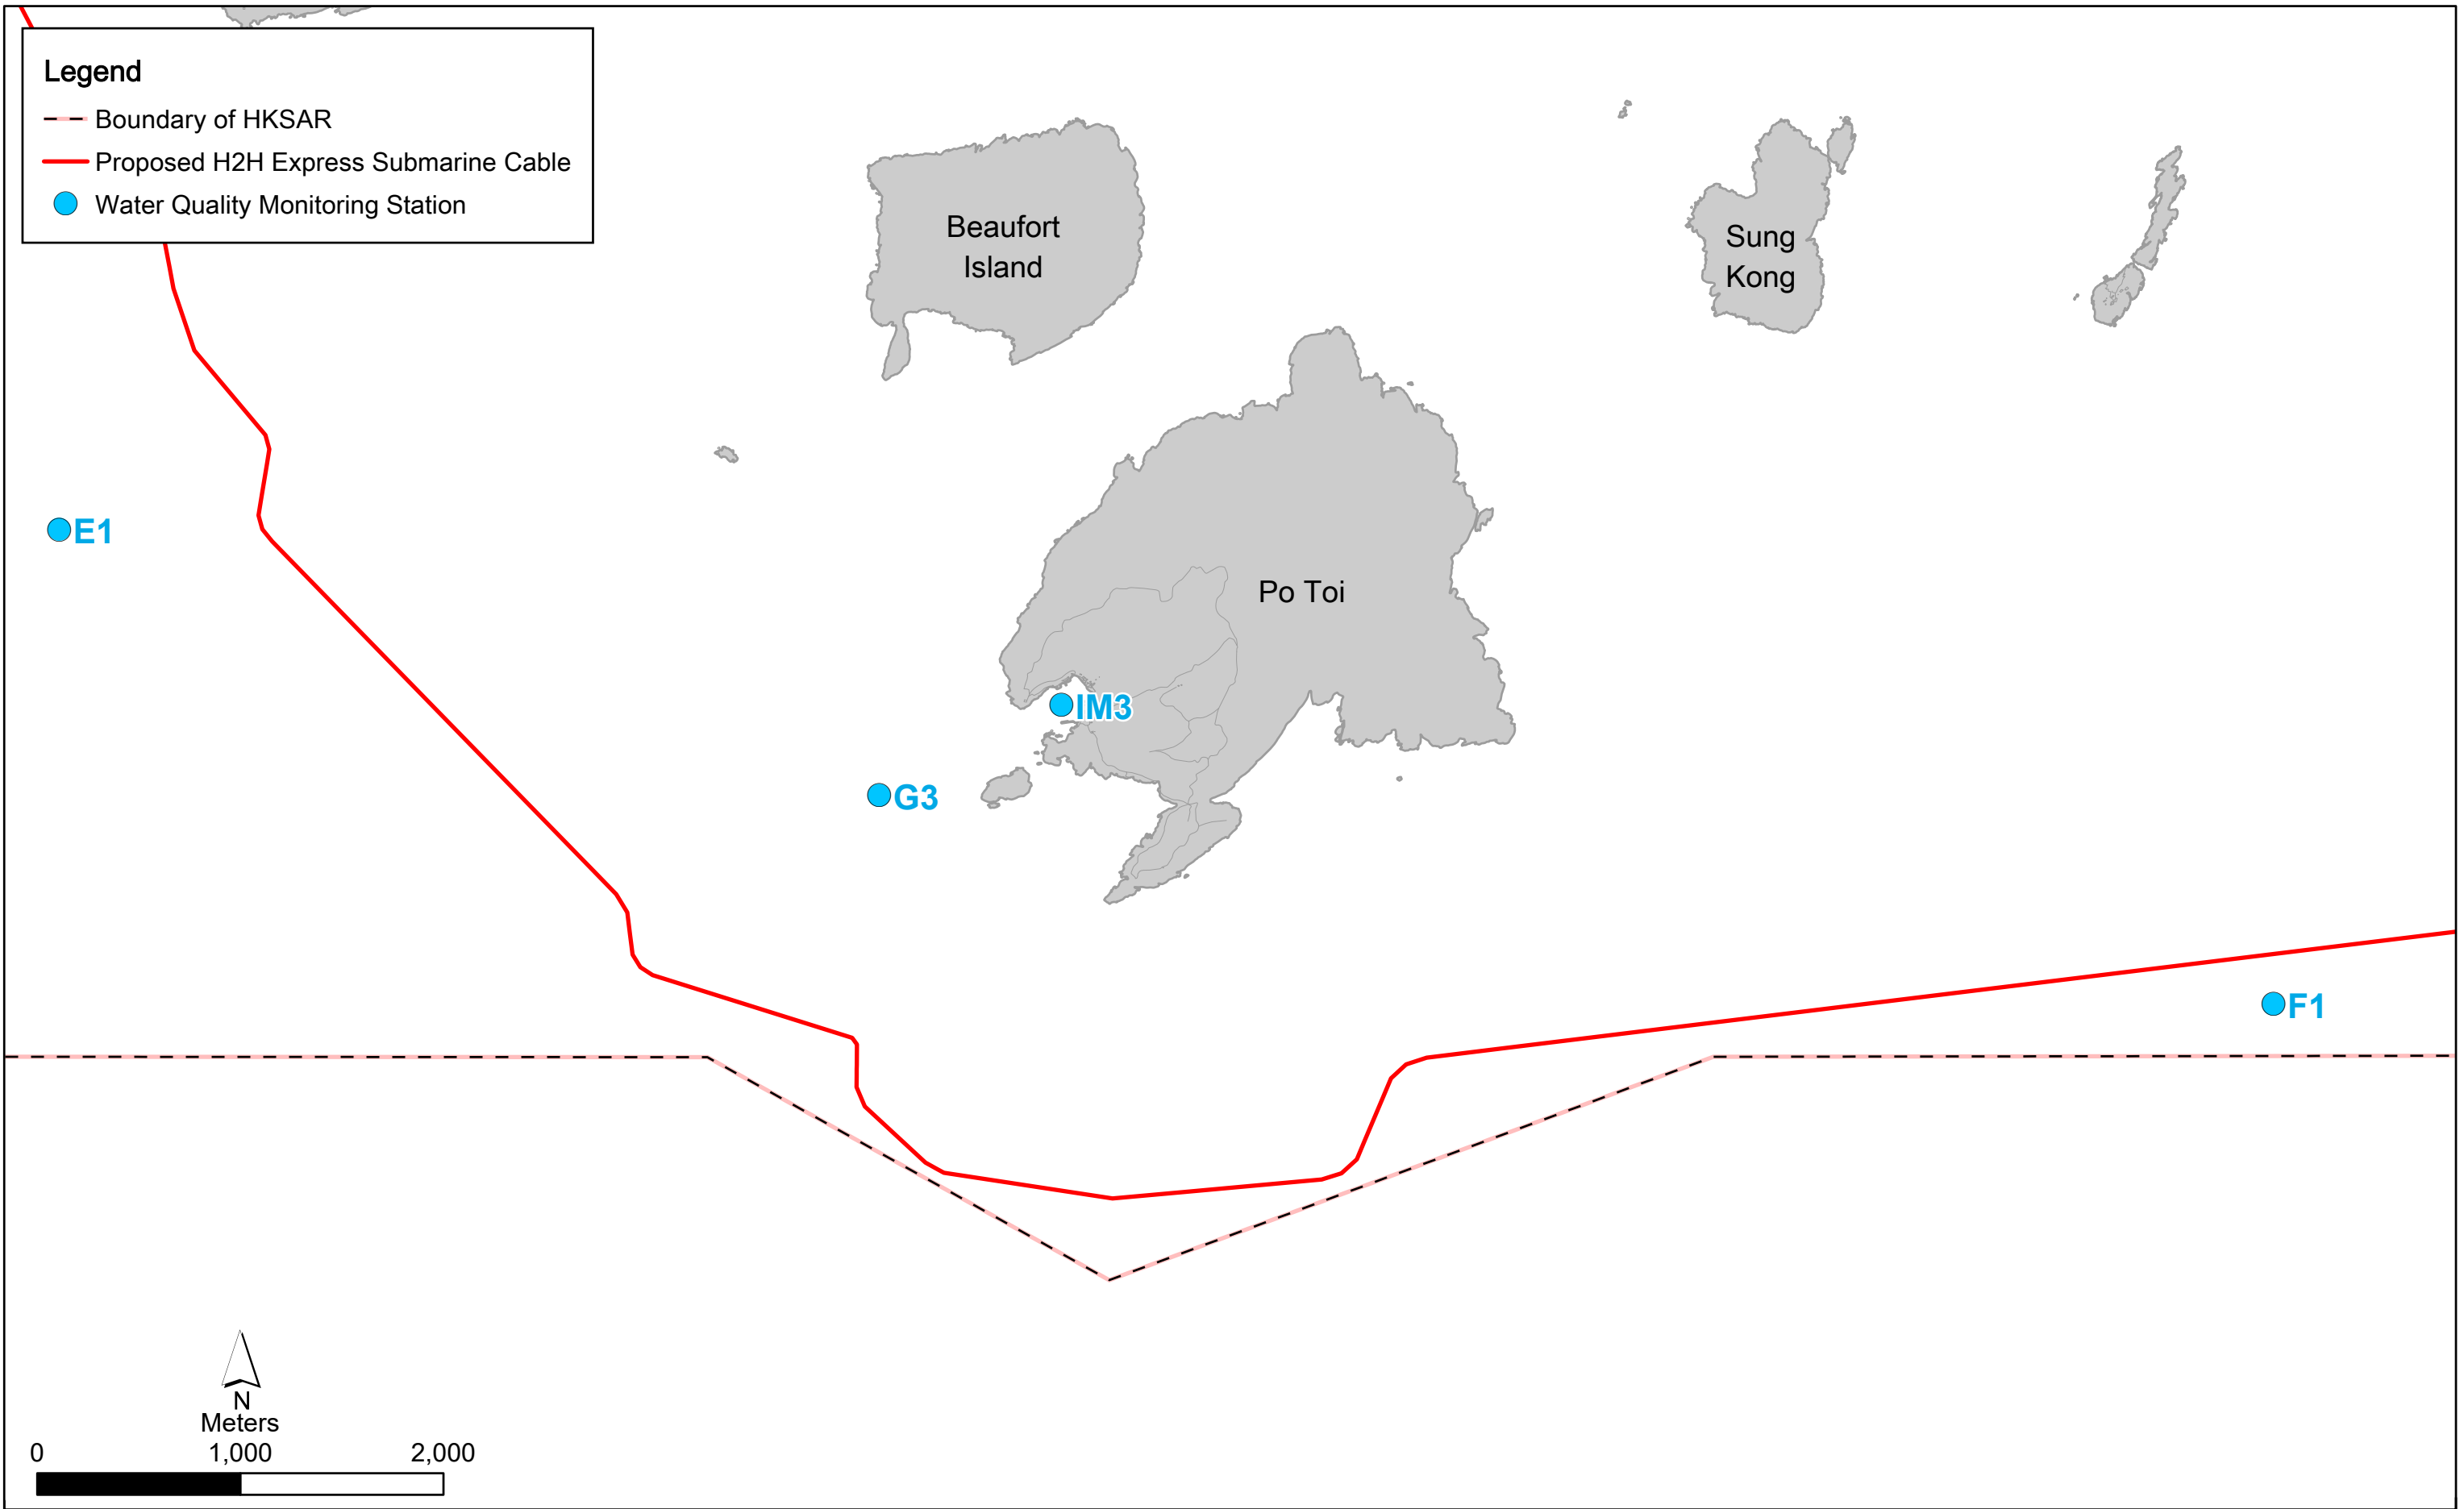 Legend
Boundary of HKSAR
Proposed H2H Express Submarine Cable
Water Quality Monitoring Station
Beaufort
Island
Sung
Kong
E1
Po Toi
IM3
G3
F1
N
Meters
0 1,000 2,000